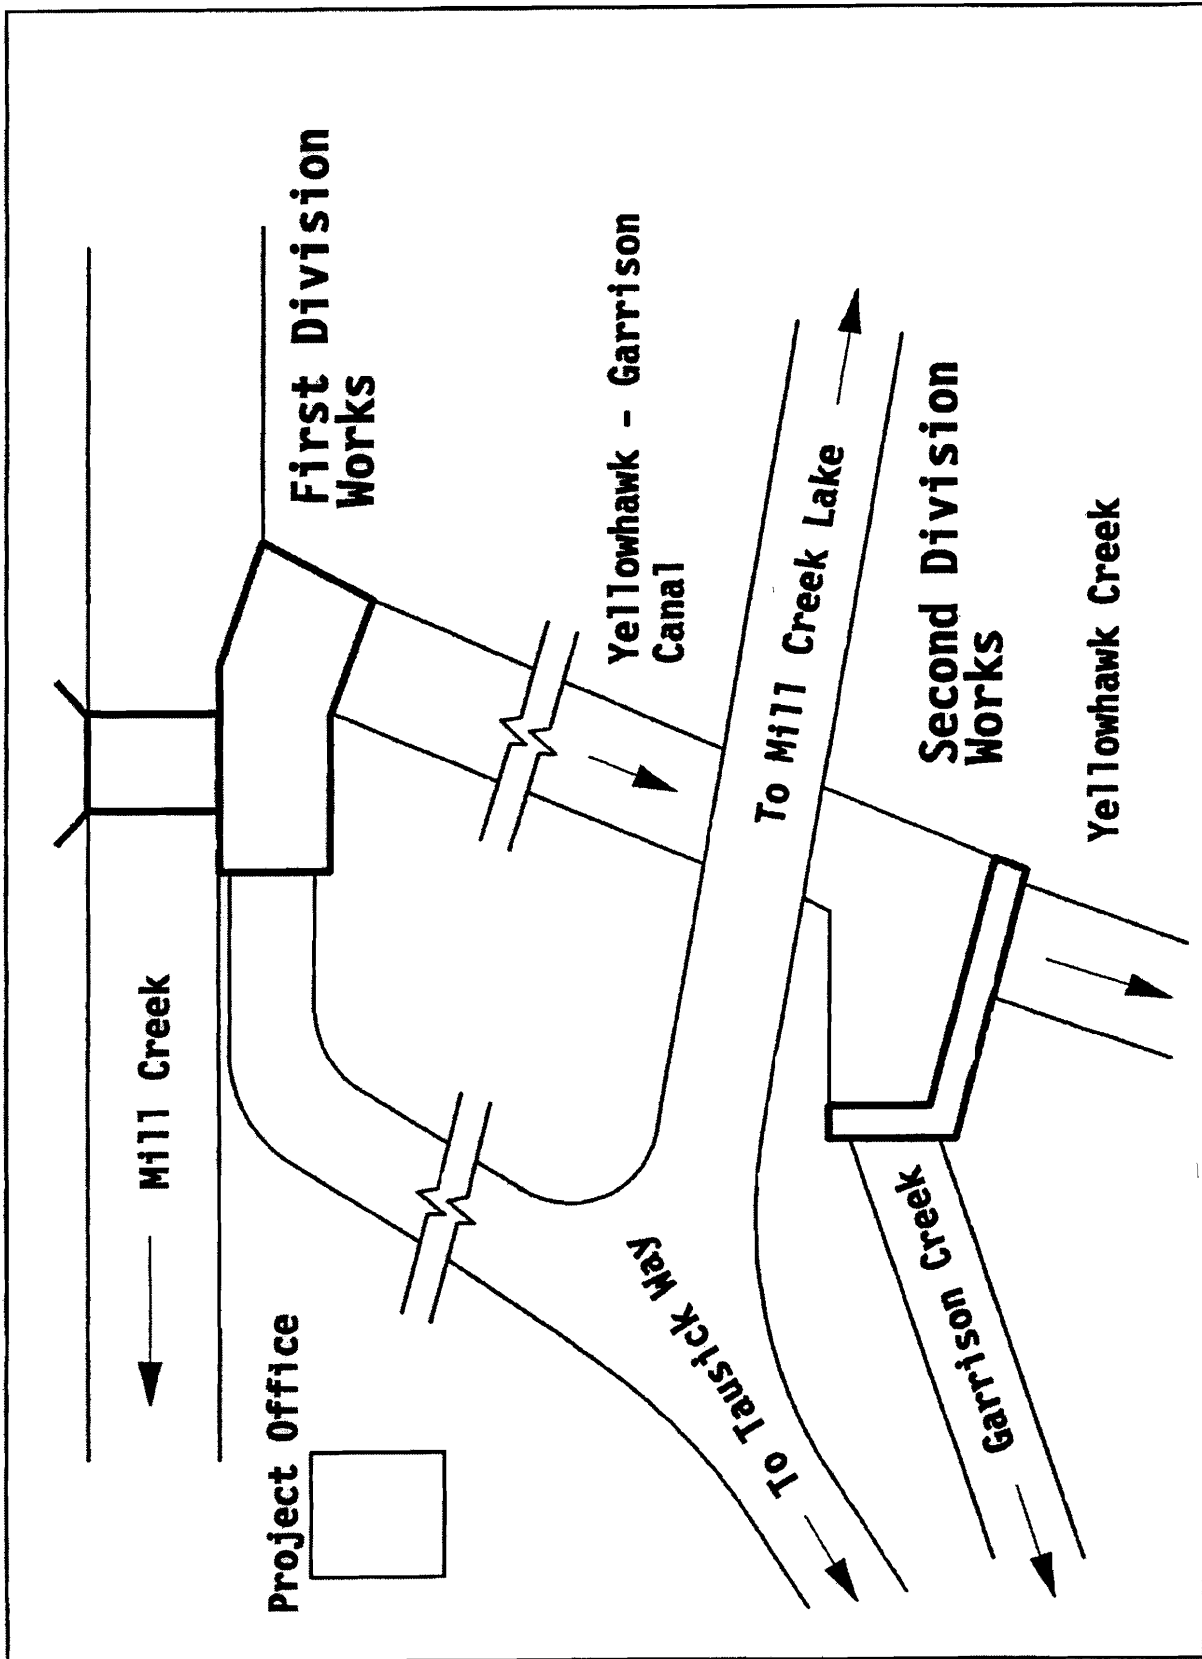 Mill Creek
First Division
Works
Project Office
Yellowhawk - Garrison
Canal
To Mill Creek Lake
To Tausick Way
Second Division
Works
Garrison Creek
Yellowhawk Creek